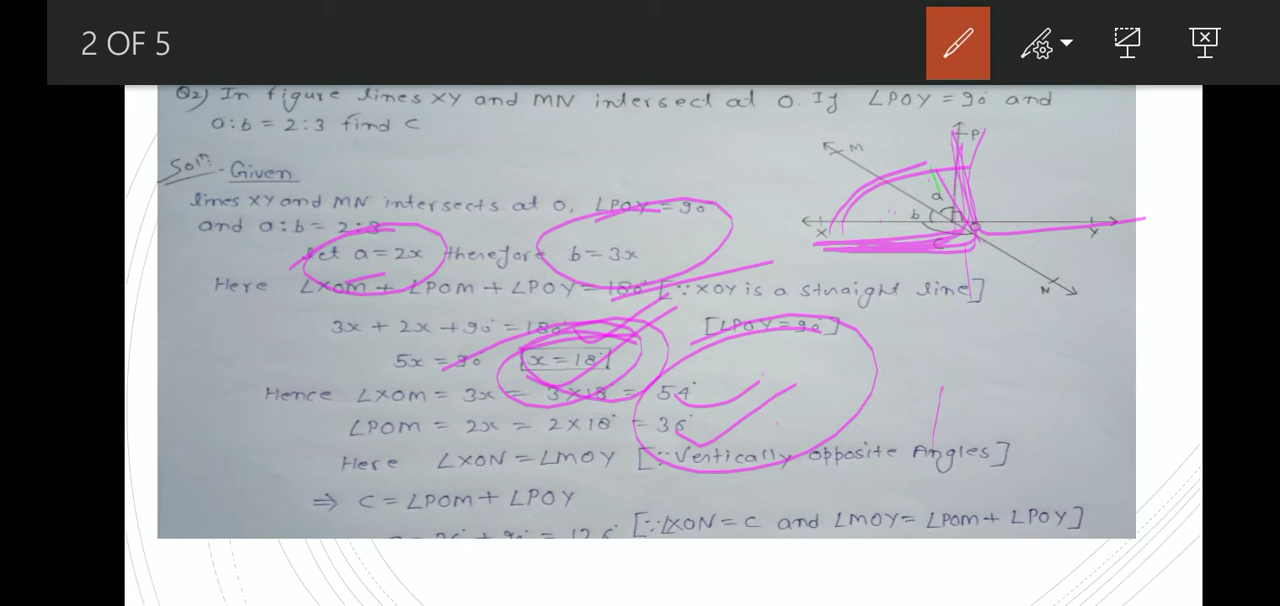 2 OF 5
Q2) In figure lines XY and MN intersect at O. If ∠POY = 90° and
a:b = 2:3 find c
P
M
a
b
X
O
Y
C
N
Solⁿ:- Given
lines XY and MN intersects at O, ∠POY = 90°
and a:b = 2:3
Let a = 2x therefore b = 3x
Here ∠XOM + ∠POM + ∠POY = 180° [∵ XOY is a straight line]
3x + 2x + 90° = 180° [∠POY = 90°]
5x = 90° x = 18°
Hence ∠XOM = 3x = 3×18° = 54°
∠POM = 2x = 2×18° = 36°
Here ∠XON = ∠MOY [∵ Vertically opposite Angles]
⇒ C = ∠POM + ∠POY
[∵ ∠XON = C and ∠MOY = ∠POM + ∠POY]
= 36° + 90° = 126°